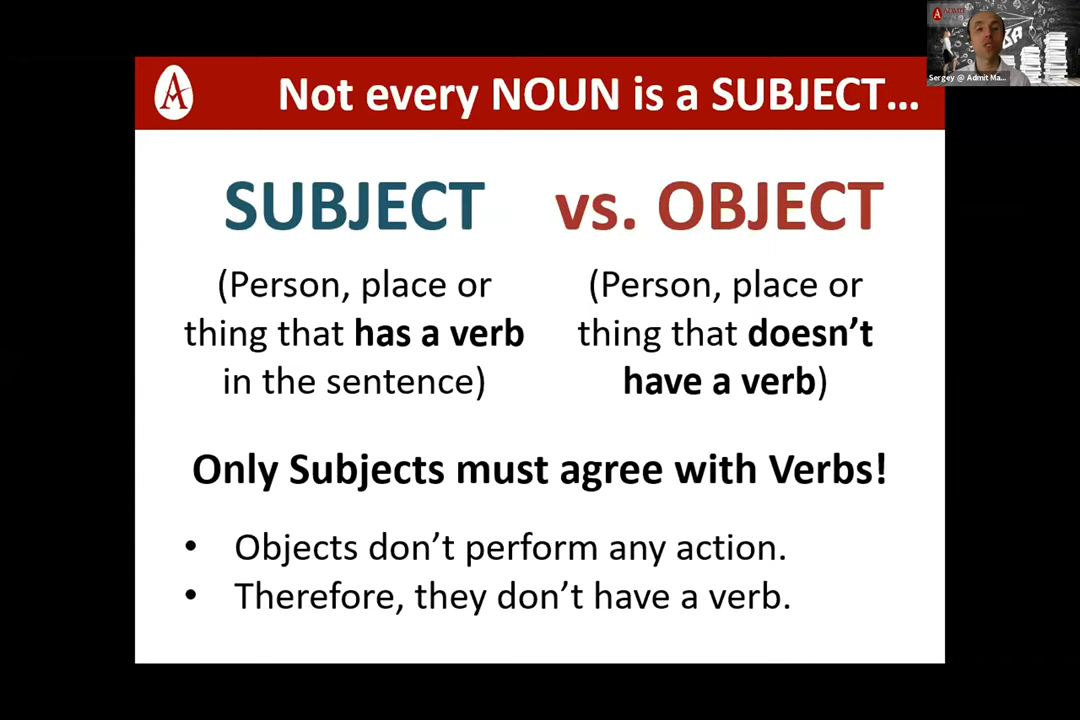 Not every NOUN is a SUBJECT...
SUBJECT vs. OBJECT
(Person, place or
thing that has a verb
in the sentence)
(Person, place or
thing that doesn't
have a verb)
Only Subjects must agree with Verbs!
• Objects don't perform any action.
• Therefore, they don't have a verb.
Sergey @ Admit Ma...